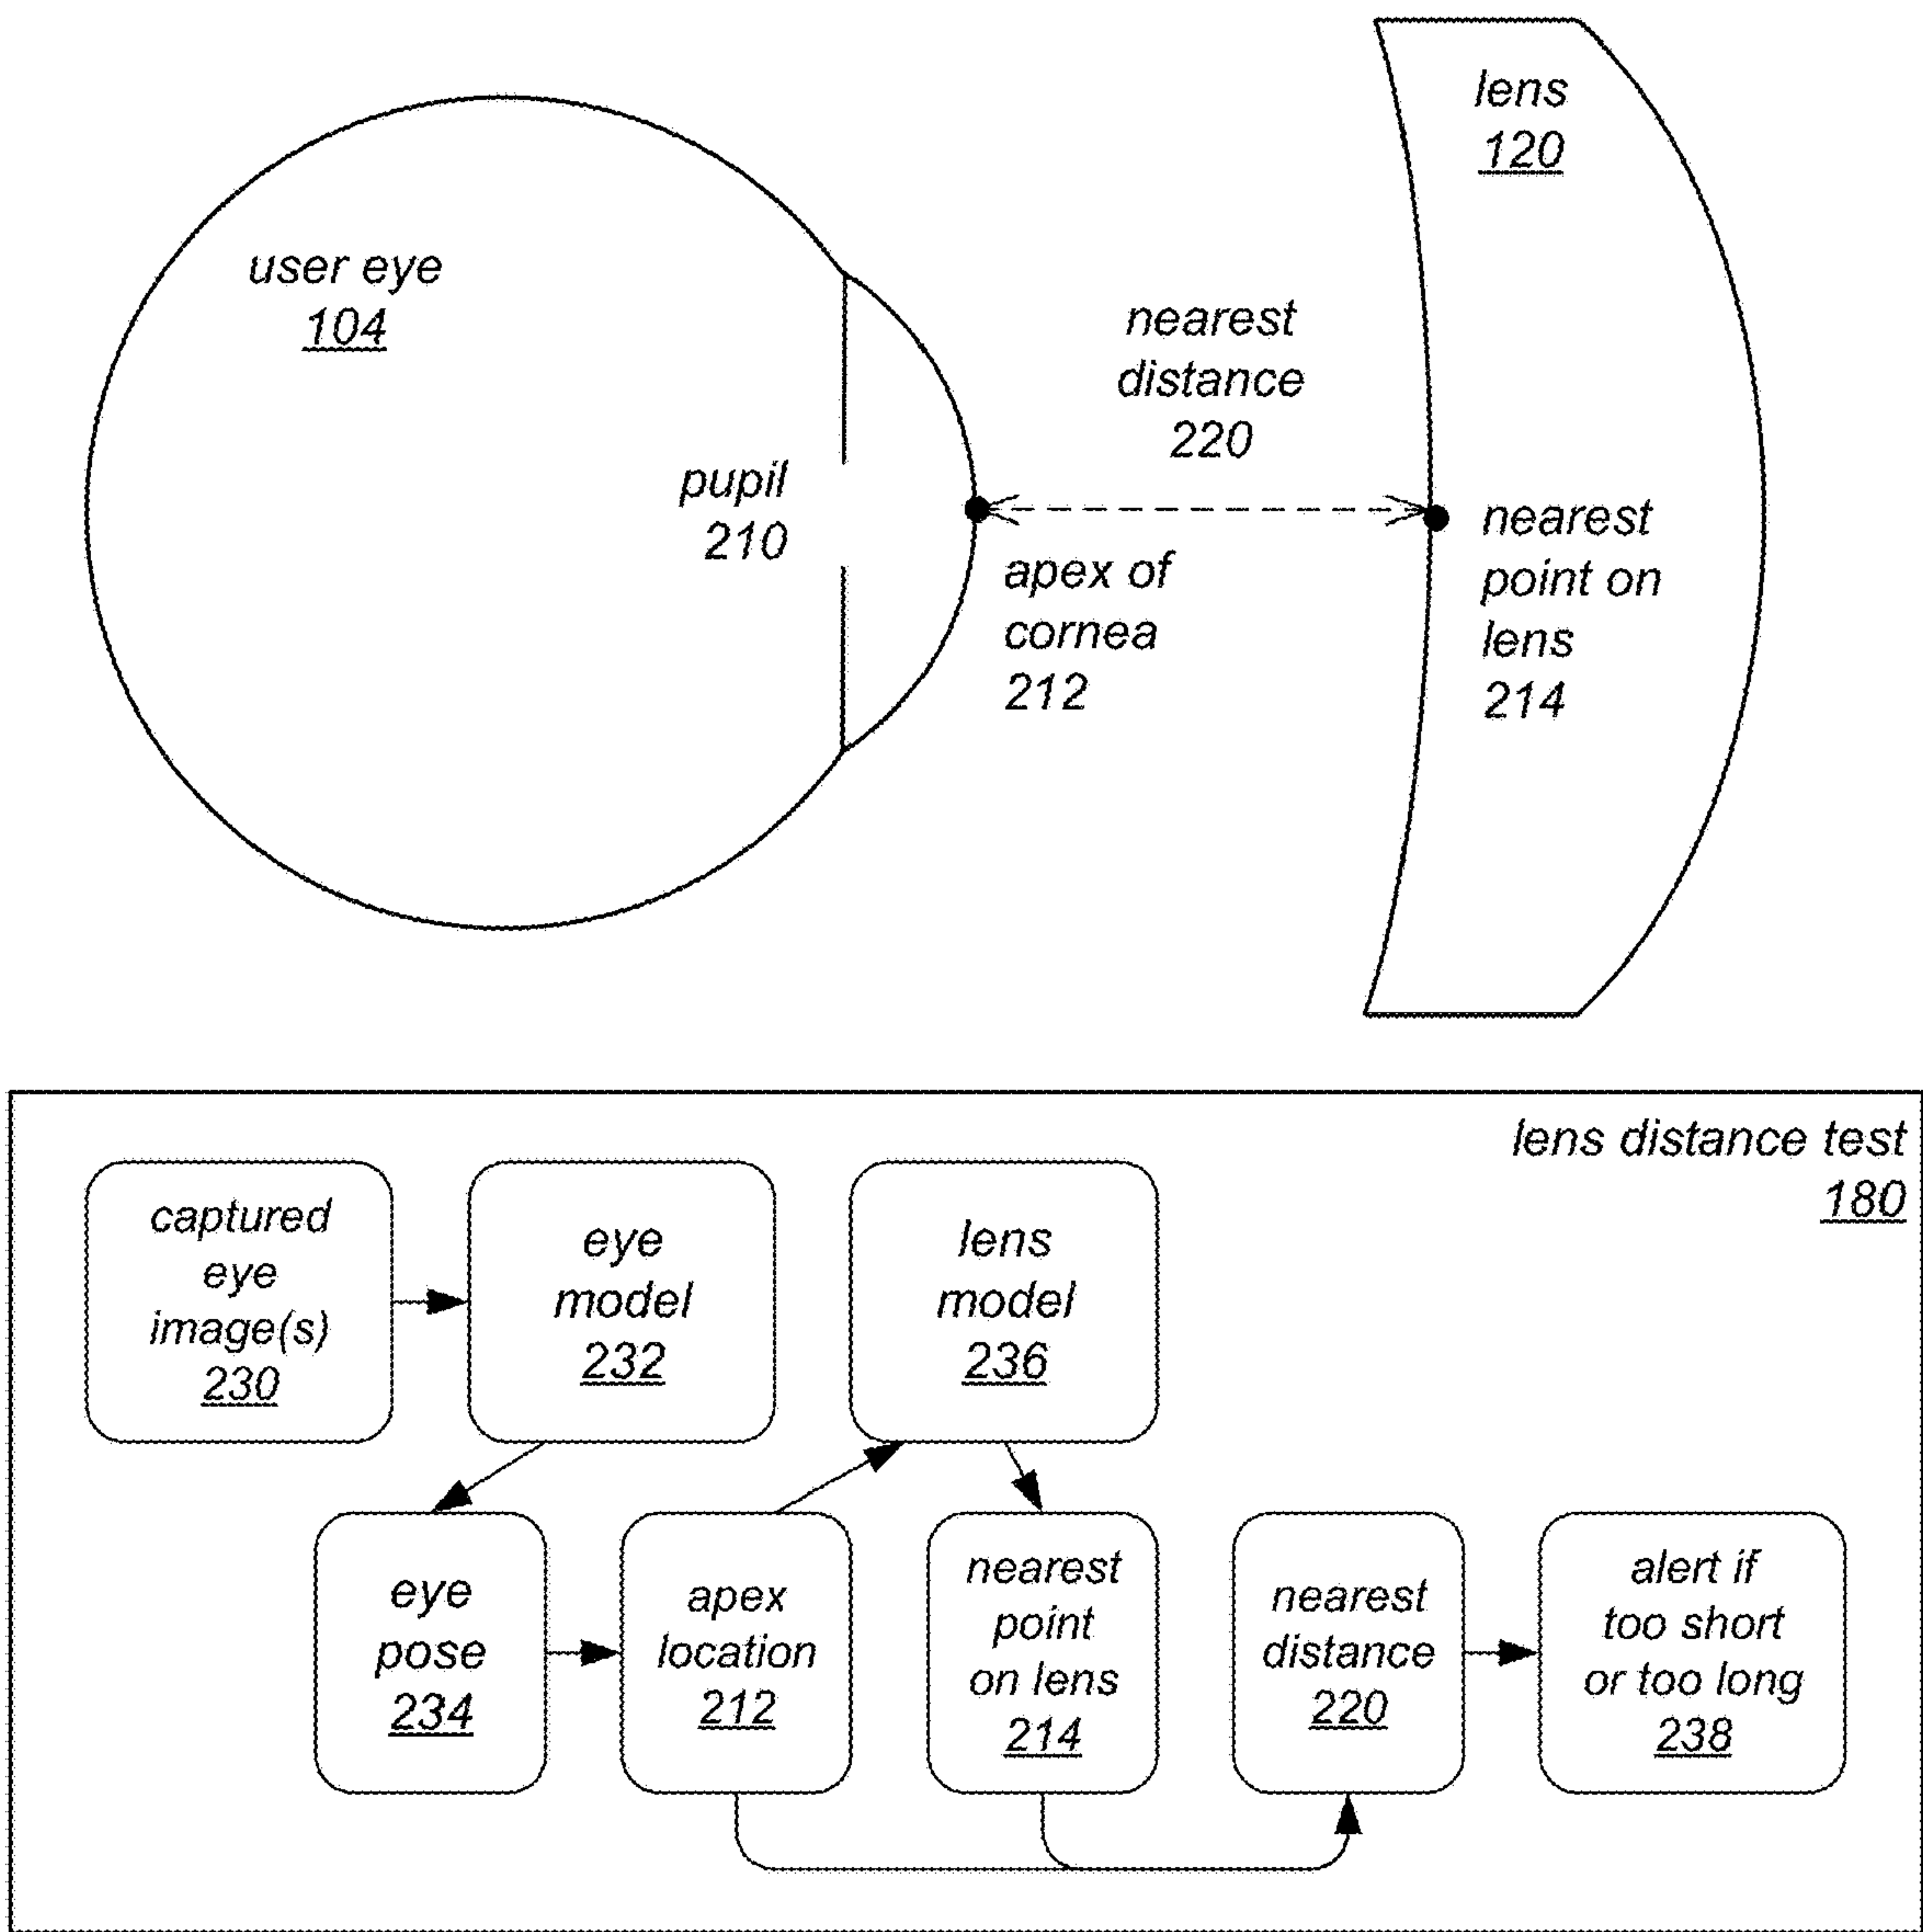 lens
120
user eye
104
nearest
distance
220
pupil
210
apex of
cornea
212
nearest
point on
lens
214
lens distance test
180
captured
eye
image(s)
230
eye
model
232
lens
model
236
eye
pose
234
apex
location
212
nearest
point
on lens
214
nearest
distance
220
alert if
too short
or too long
238